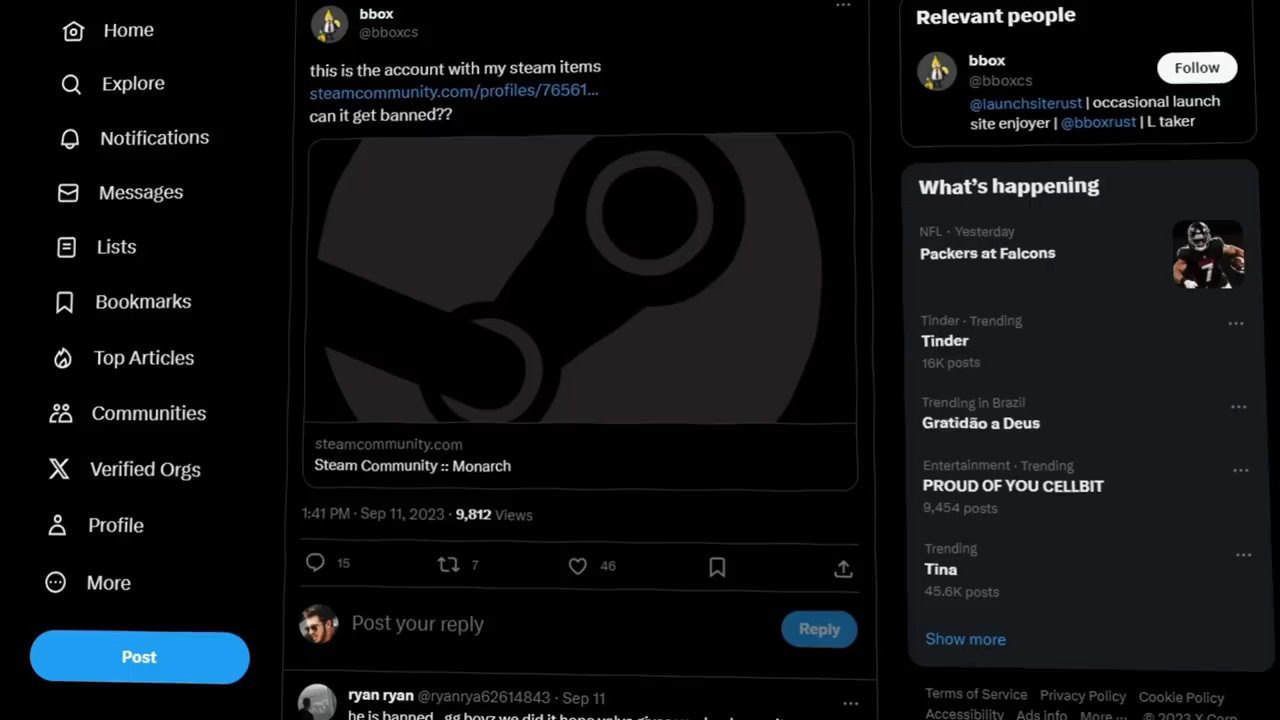 Home
Explore
Notifications
Messages
Lists
Bookmarks
Top Articles
Communities
Verified Orgs
Profile
More
Post
bbox
@bboxcs
this is the account with my steam items
steamcommunity.com/profiles/76561...
can it get banned??
steamcommunity.com
Steam Community :: Monarch
1:41 PM · Sep 11, 2023 · 9,812 Views
15
7
46
Post your reply
Reply
ryan ryan @ryanrya62614843 · Sep 11
he is banned
Relevant people
bbox
@bboxcs
Follow
@launchsiterust | occasional launch
site enjoyer | @bboxrust | L taker
What's happening
NFL · Yesterday
Packers at Falcons
Tinder · Trending
Tinder
16K posts
Trending in Brazil
Gratidão a Deus
Entertainment · Trending
PROUD OF YOU CELLBIT
9,454 posts
Trending
Tina
45.6K posts
Show more
Terms of Service Privacy Policy Cookie Policy
Accessibility Ads info More ... © 2023 X Corp